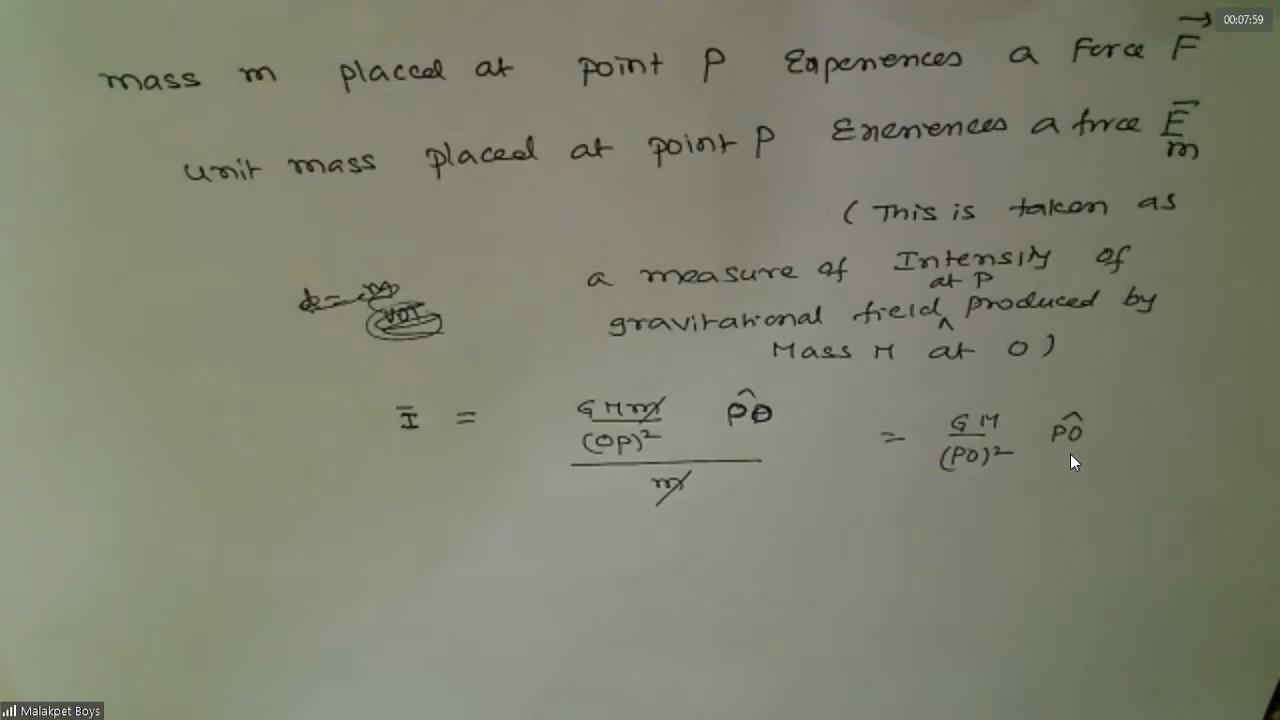 00:07:59
mass m placed at point P Experiences a Force F⃗
unit mass placed at point P Exeriences a force F⃗/m
(This is taken as
a measure of Intensity of
at P
gravitational field ^ produced by
Mass M at O)
d = m
VOl
I̅ = ((GMm/(OP)²) P̂O)/m = (GM/(PO)²) P̂O
Malakpet Boys